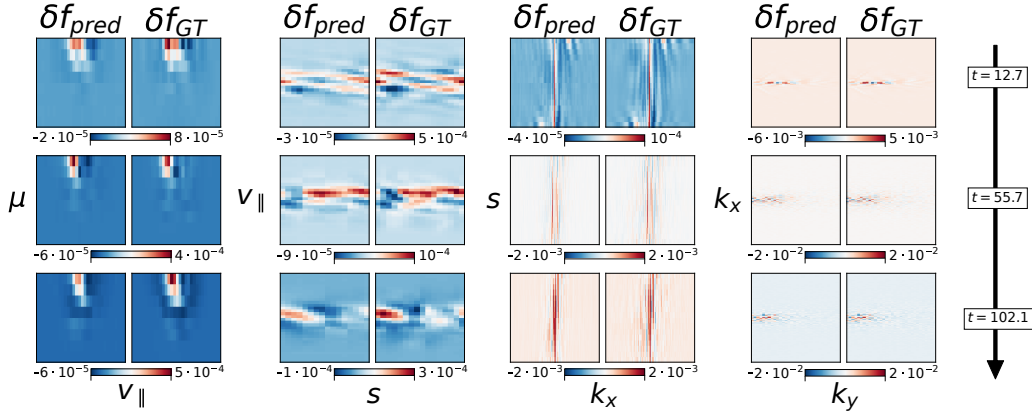 δf_pred δf_GT δf_pred δf_GT δf_pred δf_GT δf_pred δf_GT
t = 12.7
-2·10⁻⁵ 8·10⁻⁵ -3·10⁻⁵ 5·10⁻⁴ -4·10⁻⁵ 10⁻⁴ -6·10⁻³ 5·10⁻³
μ v∥ s kₓ
t = 55.7
-6·10⁻⁵ 4·10⁻⁴ -9·10⁻⁵ 10⁻⁴ -2·10⁻³ 2·10⁻³ -2·10⁻² 2·10⁻²
t = 102.1
-6·10⁻⁵ 5·10⁻⁴ -1·10⁻⁴ 3·10⁻⁴ -2·10⁻³ 2·10⁻³ -2·10⁻² 2·10⁻²
v∥ s kₓ k_y